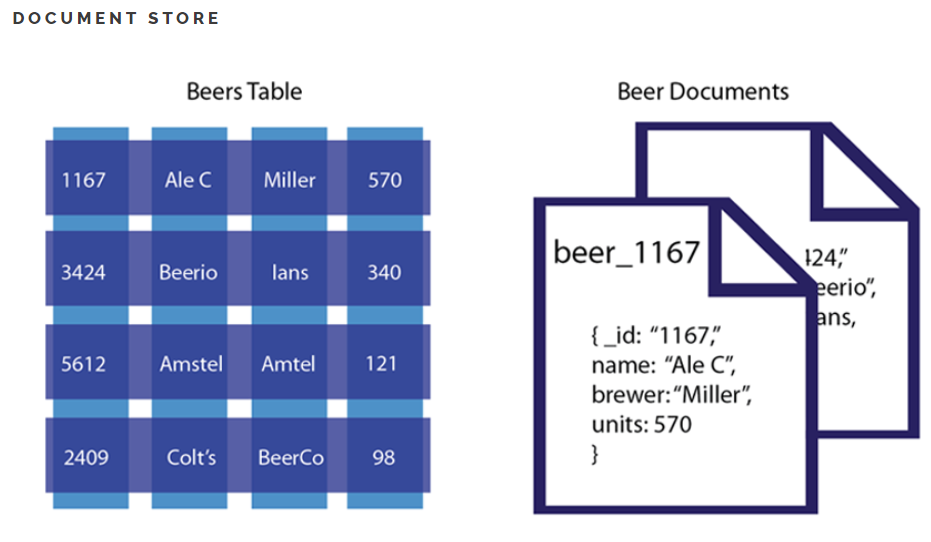 DOCUMENT STORE
Beers Table
1167 Ale C Miller 570
3424 Beerio Ians 340
5612 Amstel Amtel 121
2409 Colt's BeerCo 98
Beer Documents
beer_1167
{ _id: “1167,”
name: “Ale C”,
brewer:“Miller”,
units: 570
}
424,”
eerio”,
ans,